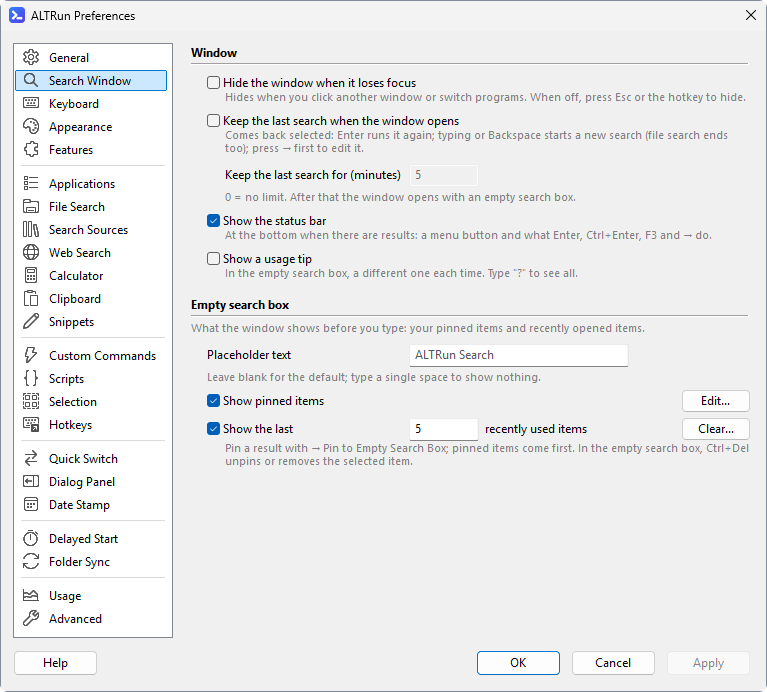 ALTRun Preferences
General
Search Window
Keyboard
Appearance
Features
Applications
File Search
Search Sources
Web Search
Calculator
Clipboard
Snippets
Custom Commands
Scripts
Selection
Hotkeys
Quick Switch
Dialog Panel
Date Stamp
Delayed Start
Folder Sync
Usage
Advanced
Window
Hide the window when it loses focus
Hides when you click another window or switch programs. When off, press Esc or the hotkey to hide.
Keep the last search when the window opens
Comes back selected: Enter runs it again; typing or Backspace starts a new search (file search ends
too); press → first to edit it.
Keep the last search for (minutes) 5
0 = no limit. After that the window opens with an empty search box.
Show the status bar
At the bottom when there are results: a menu button and what Enter, Ctrl+Enter, F3 and → do.
Show a usage tip
In the empty search box, a different one each time. Type "?" to see all.
Empty search box
What the window shows before you type: your pinned items and recently opened items.
Placeholder text ALTRun Search
Leave blank for the default; type a single space to show nothing.
Show pinned items Edit...
Show the last 5 recently used items Clear...
Pin a result with → Pin to Empty Search Box; pinned items come first. In the empty search box, Ctrl+Del
unpins or removes the selected item.
Help OK Cancel Apply